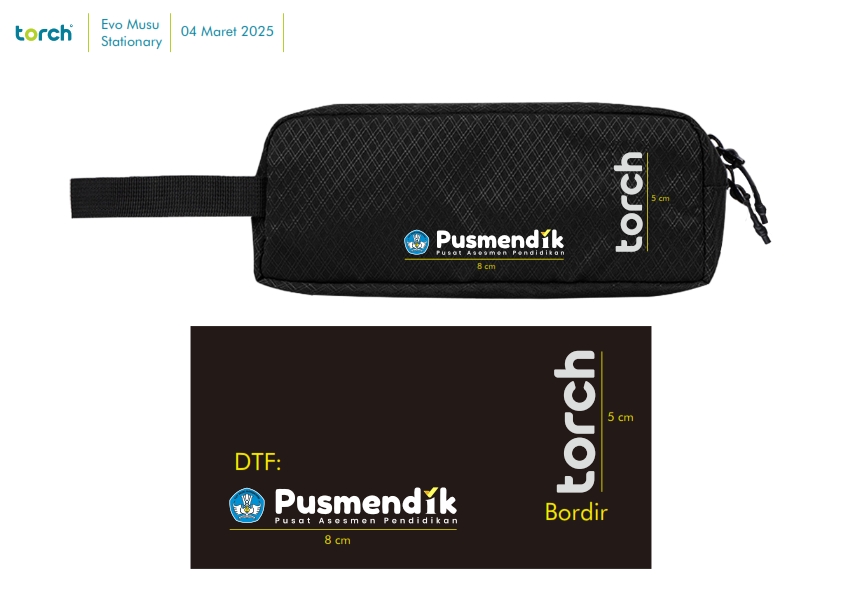 torch
Evo Musu
Stationary
04 Maret 2025
torch
5 cm
Pusmendik
Pusat Asesmen Pendidikan
8 cm
torch
5 cm
DTF:
Pusmendik
Pusat Asesmen Pendidikan
8 cm
Bordir